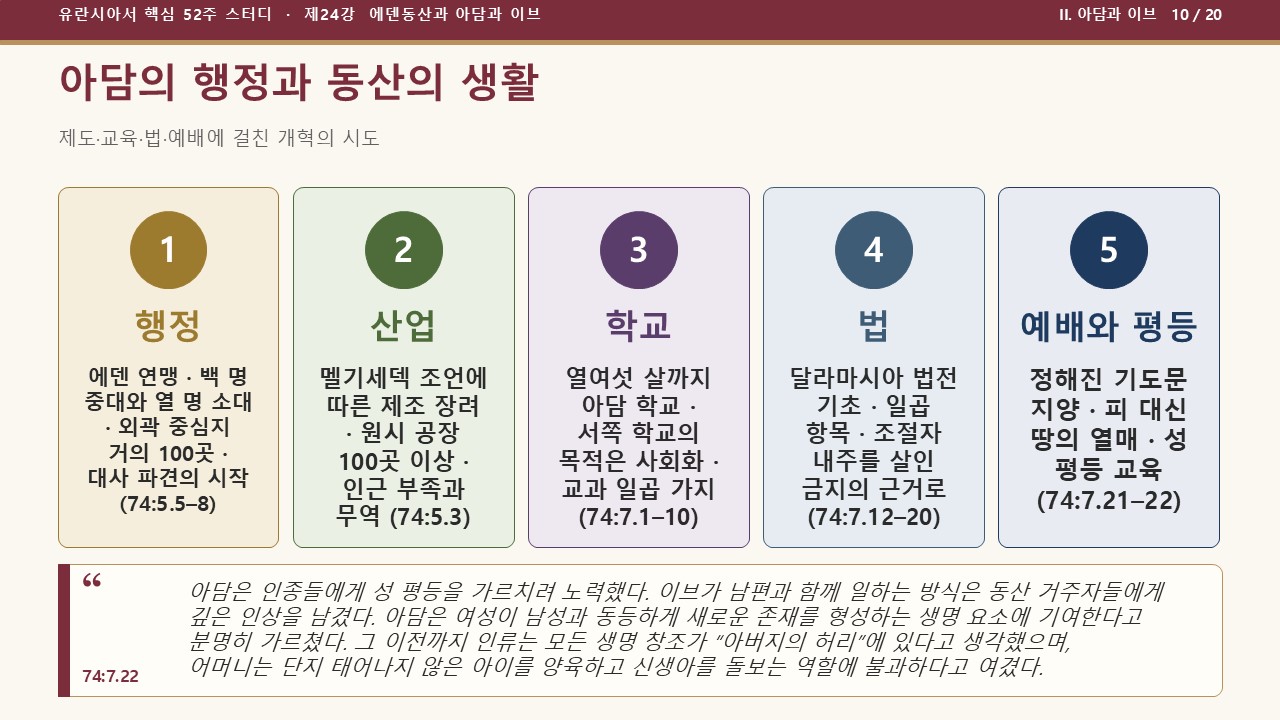 유란시아서 핵심 52주 스터디 · 제24강 에덴동산과 아담과 이브
II. 아담과 이브 10 / 20
아담의 행정과 동산의 생활
제도·교육·법·예배에 걸친 개혁의 시도
1
행정
에덴 연맹 · 백 명
중대와 열 명 소대
· 외곽 중심지
거의 100곳 ·
대사 파견의 시작
(74:5.5–8)
2
산업
멜기세덱 조언에
따른 제조 장려
· 원시 공장
100곳 이상 ·
인근 부족과
무역 (74:5.3)
3
학교
열여섯 살까지
아담 학교 ·
서쪽 학교의
목적은 사회화 ·
교과 일곱 가지
(74:7.1–10)
4
법
달라마시아 법전
기초 · 일곱
항목 · 조절자
내주를 살인
금지의 근거로
(74:7.12–20)
5
예배와 평등
정해진 기도문
지양 · 피 대신
땅의 열매 · 성
평등 교육
(74:7.21–22)
“
아담은 인종들에게 성 평등을 가르치려 노력했다. 이브가 남편과 함께 일하는 방식은 동산 거주자들에게
깊은 인상을 남겼다. 아담은 여성이 남성과 동등하게 새로운 존재를 형성하는 생명 요소에 기여한다고
분명히 가르쳤다. 그 이전까지 인류는 모든 생명 창조가 “아버지의 허리”에 있다고 생각했으며,
어머니는 단지 태어나지 않은 아이를 양육하고 신생아를 돌보는 역할에 불과하다고 여겼다.
74:7.22